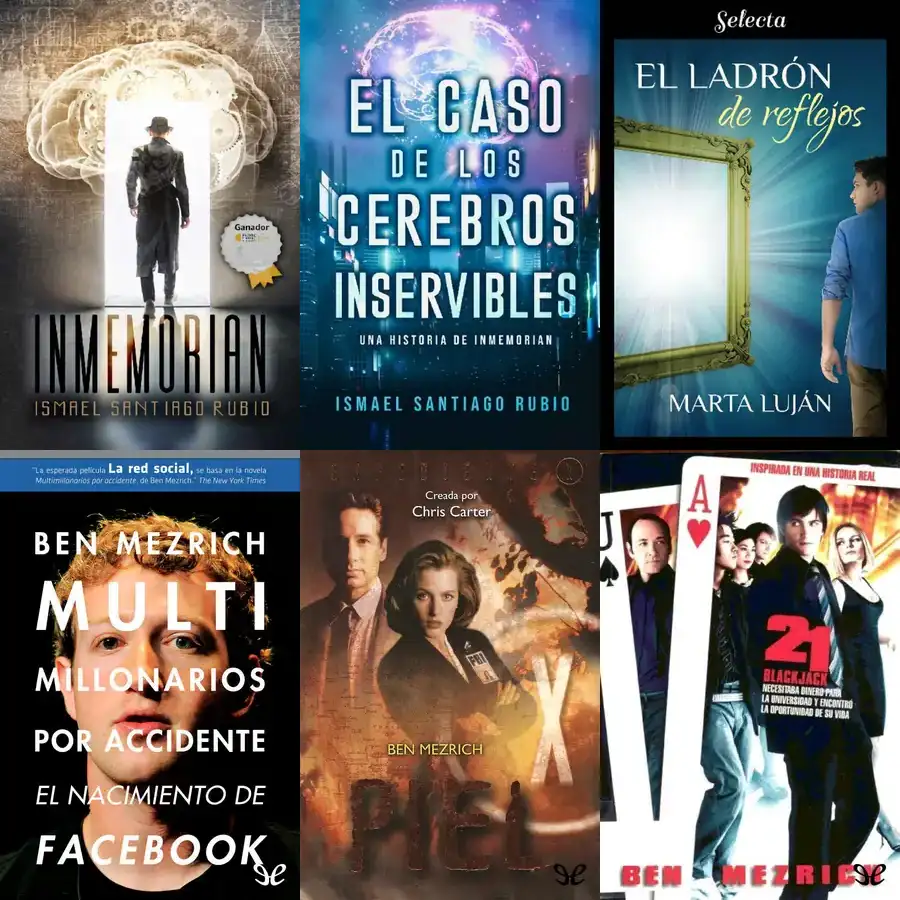 Ganador
INMEMORIAN
ISMAEL SANTIAGO RUBIO
EL CASO
DE LOS
CEREBROS
INSERVIBLES
UNA HISTORIA DE INMEMORIAN
ISMAEL SANTIAGO RUBIO
Selecta
EL LADRÓN
de reflejos
MARTA LUJÁN
"La esperada película La red social, se basa en la novela
Multimillonarios por accidente, de Ben Mezrich." The New York Times
BEN MEZRICH
MULTI
MILLONARIOS
POR ACCIDENTE
EL NACIMIENTO DE
FACEBOOK
Creada por
Chris Carter
FBI
X
BEN MEZRICH
PIEL
INSPIRADA EN UNA HISTORIA REAL
A
J
21
BLACKJACK
NECESITABA DINERO PARA
LA UNIVERSIDAD Y ENCONTRÓ
LA OPORTUNIDAD DE SU VIDA
BEN MEZRICH